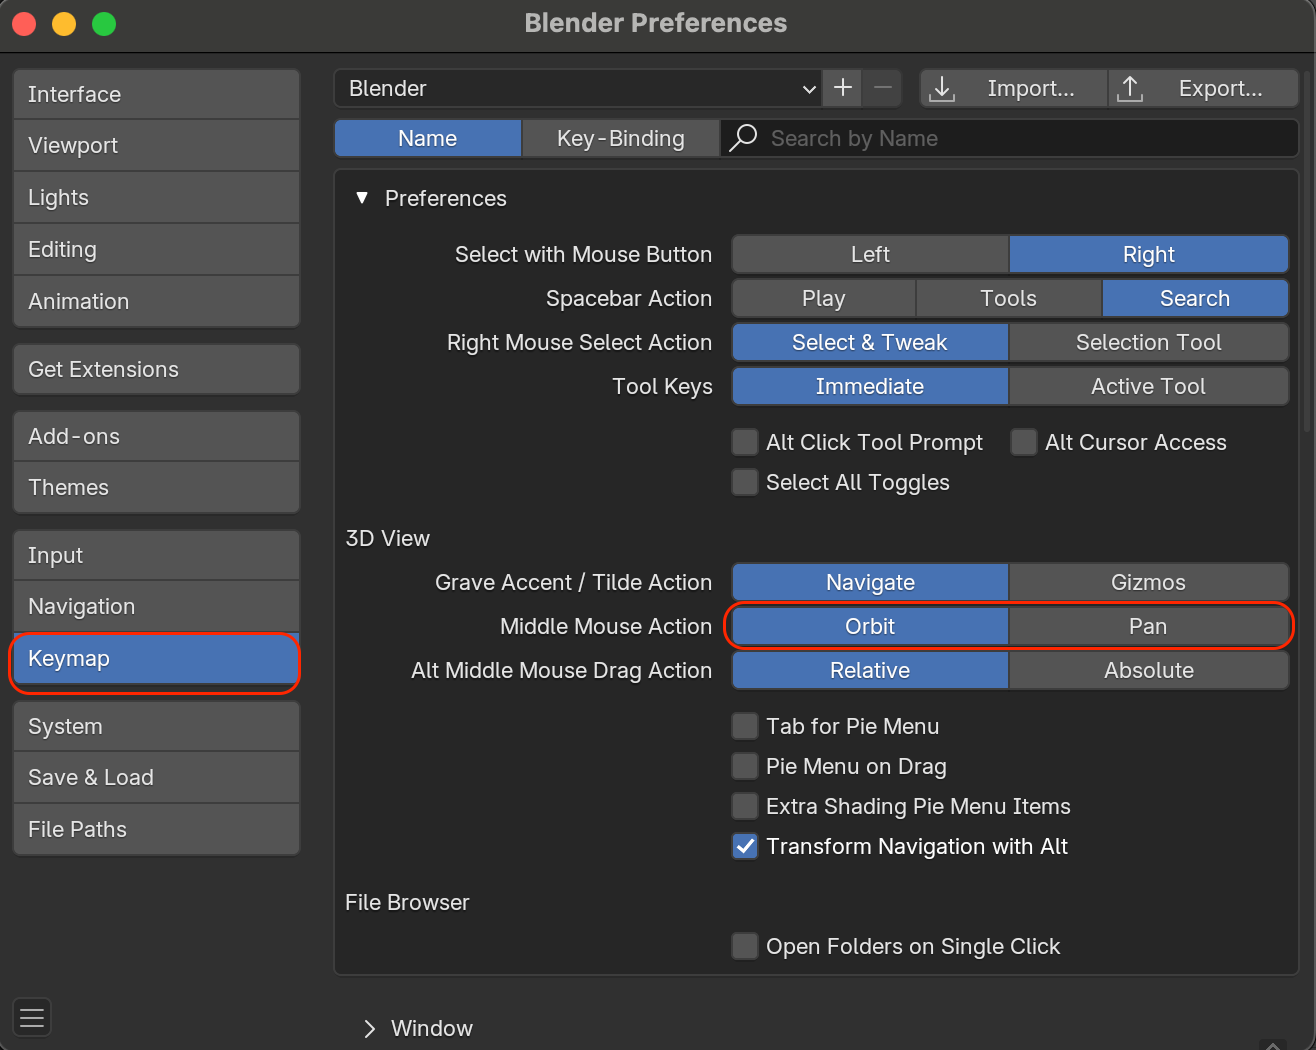 Blender Preferences
Interface
Viewport
Lights
Editing
Animation
Get Extensions
Add-ons
Themes
Input
Navigation
Keymap
System
Save & Load
File Paths
Blender Import... Export...
Name Key-Binding Search by Name
Preferences
Select with Mouse Button Left Right
Spacebar Action Play Tools Search
Right Mouse Select Action Select & Tweak Selection Tool
Tool Keys Immediate Active Tool
Alt Click Tool Prompt Alt Cursor Access
Select All Toggles
3D View
Grave Accent / Tilde Action Navigate Gizmos
Middle Mouse Action Orbit Pan
Alt Middle Mouse Drag Action Relative Absolute
Tab for Pie Menu
Pie Menu on Drag
Extra Shading Pie Menu Items
Transform Navigation with Alt
File Browser
Open Folders on Single Click
Window